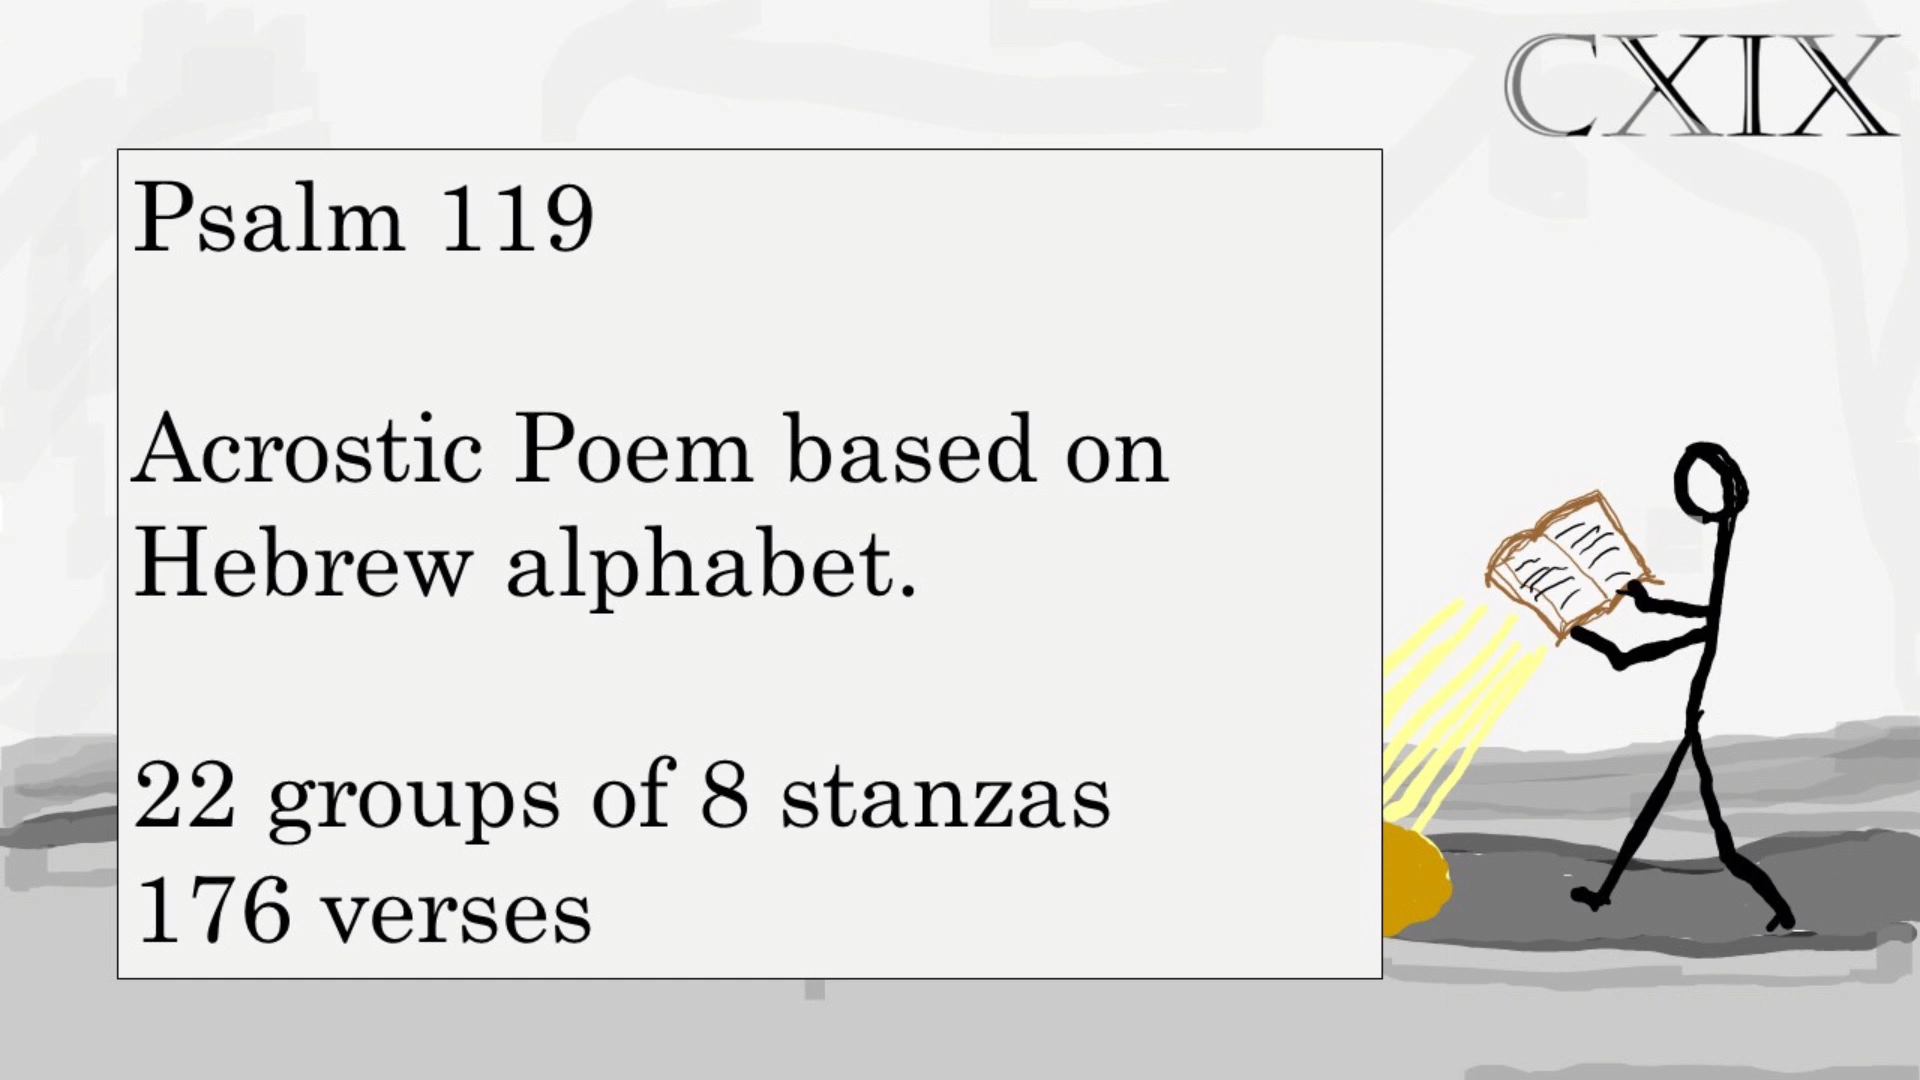 CXIX
Psalm 119
Acrostic Poem based on
Hebrew alphabet.
22 groups of 8 stanzas
176 verses